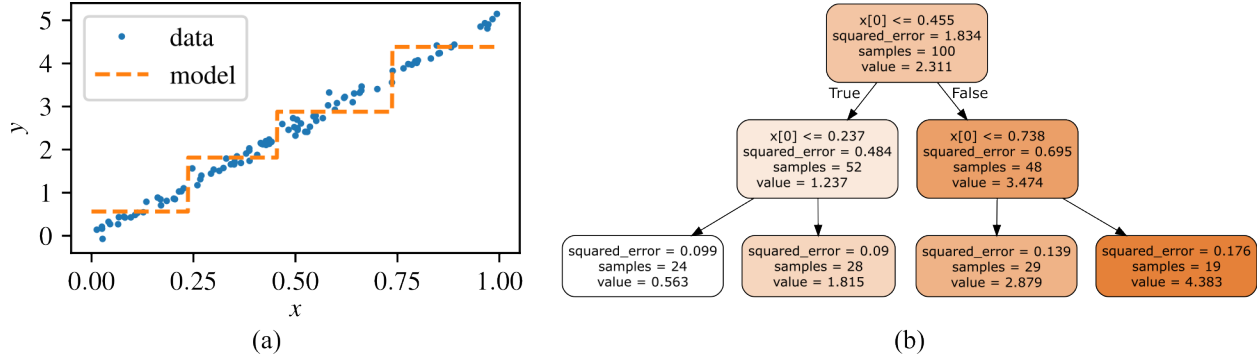 5
4
3
2
1
0
y
data
model
0.00
0.25
0.50
0.75
1.00
x
(a)
x[0] <= 0.455
squared_error = 1.834
samples = 100
value = 2.311
True
False
x[0] <= 0.237
squared_error = 0.484
samples = 52
value = 1.237
x[0] <= 0.738
squared_error = 0.695
samples = 48
value = 3.474
squared_error = 0.099
samples = 24
value = 0.563
squared_error = 0.09
samples = 28
value = 1.815
squared_error = 0.139
samples = 29
value = 2.879
squared_error = 0.176
samples = 19
value = 4.383
(b)